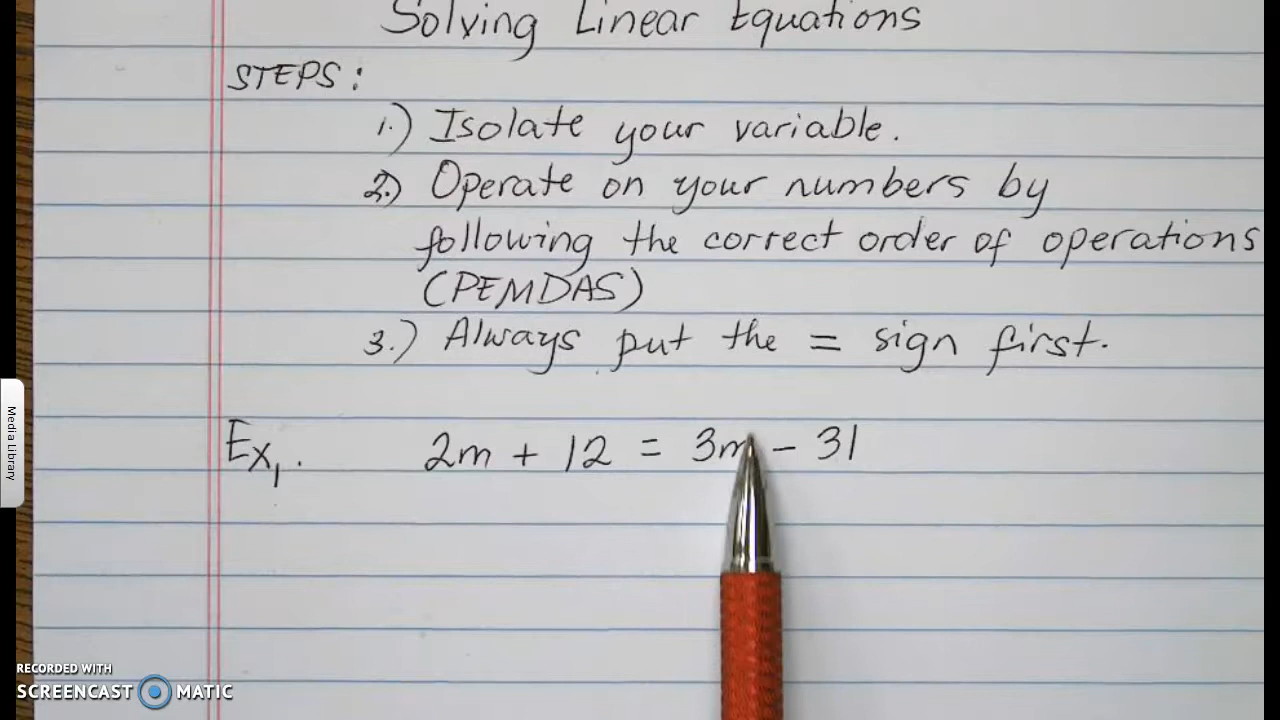 Solving Linear Equations
STEPS:
1.) Isolate your variable.
2.) Operate on your numbers by
following the correct order of operations
(PEMDAS)
3.) Always put the = sign first.
Ex1. 2m + 12 = 3m - 31
Media Library
RECORDED WITH
SCREENCAST MATIC